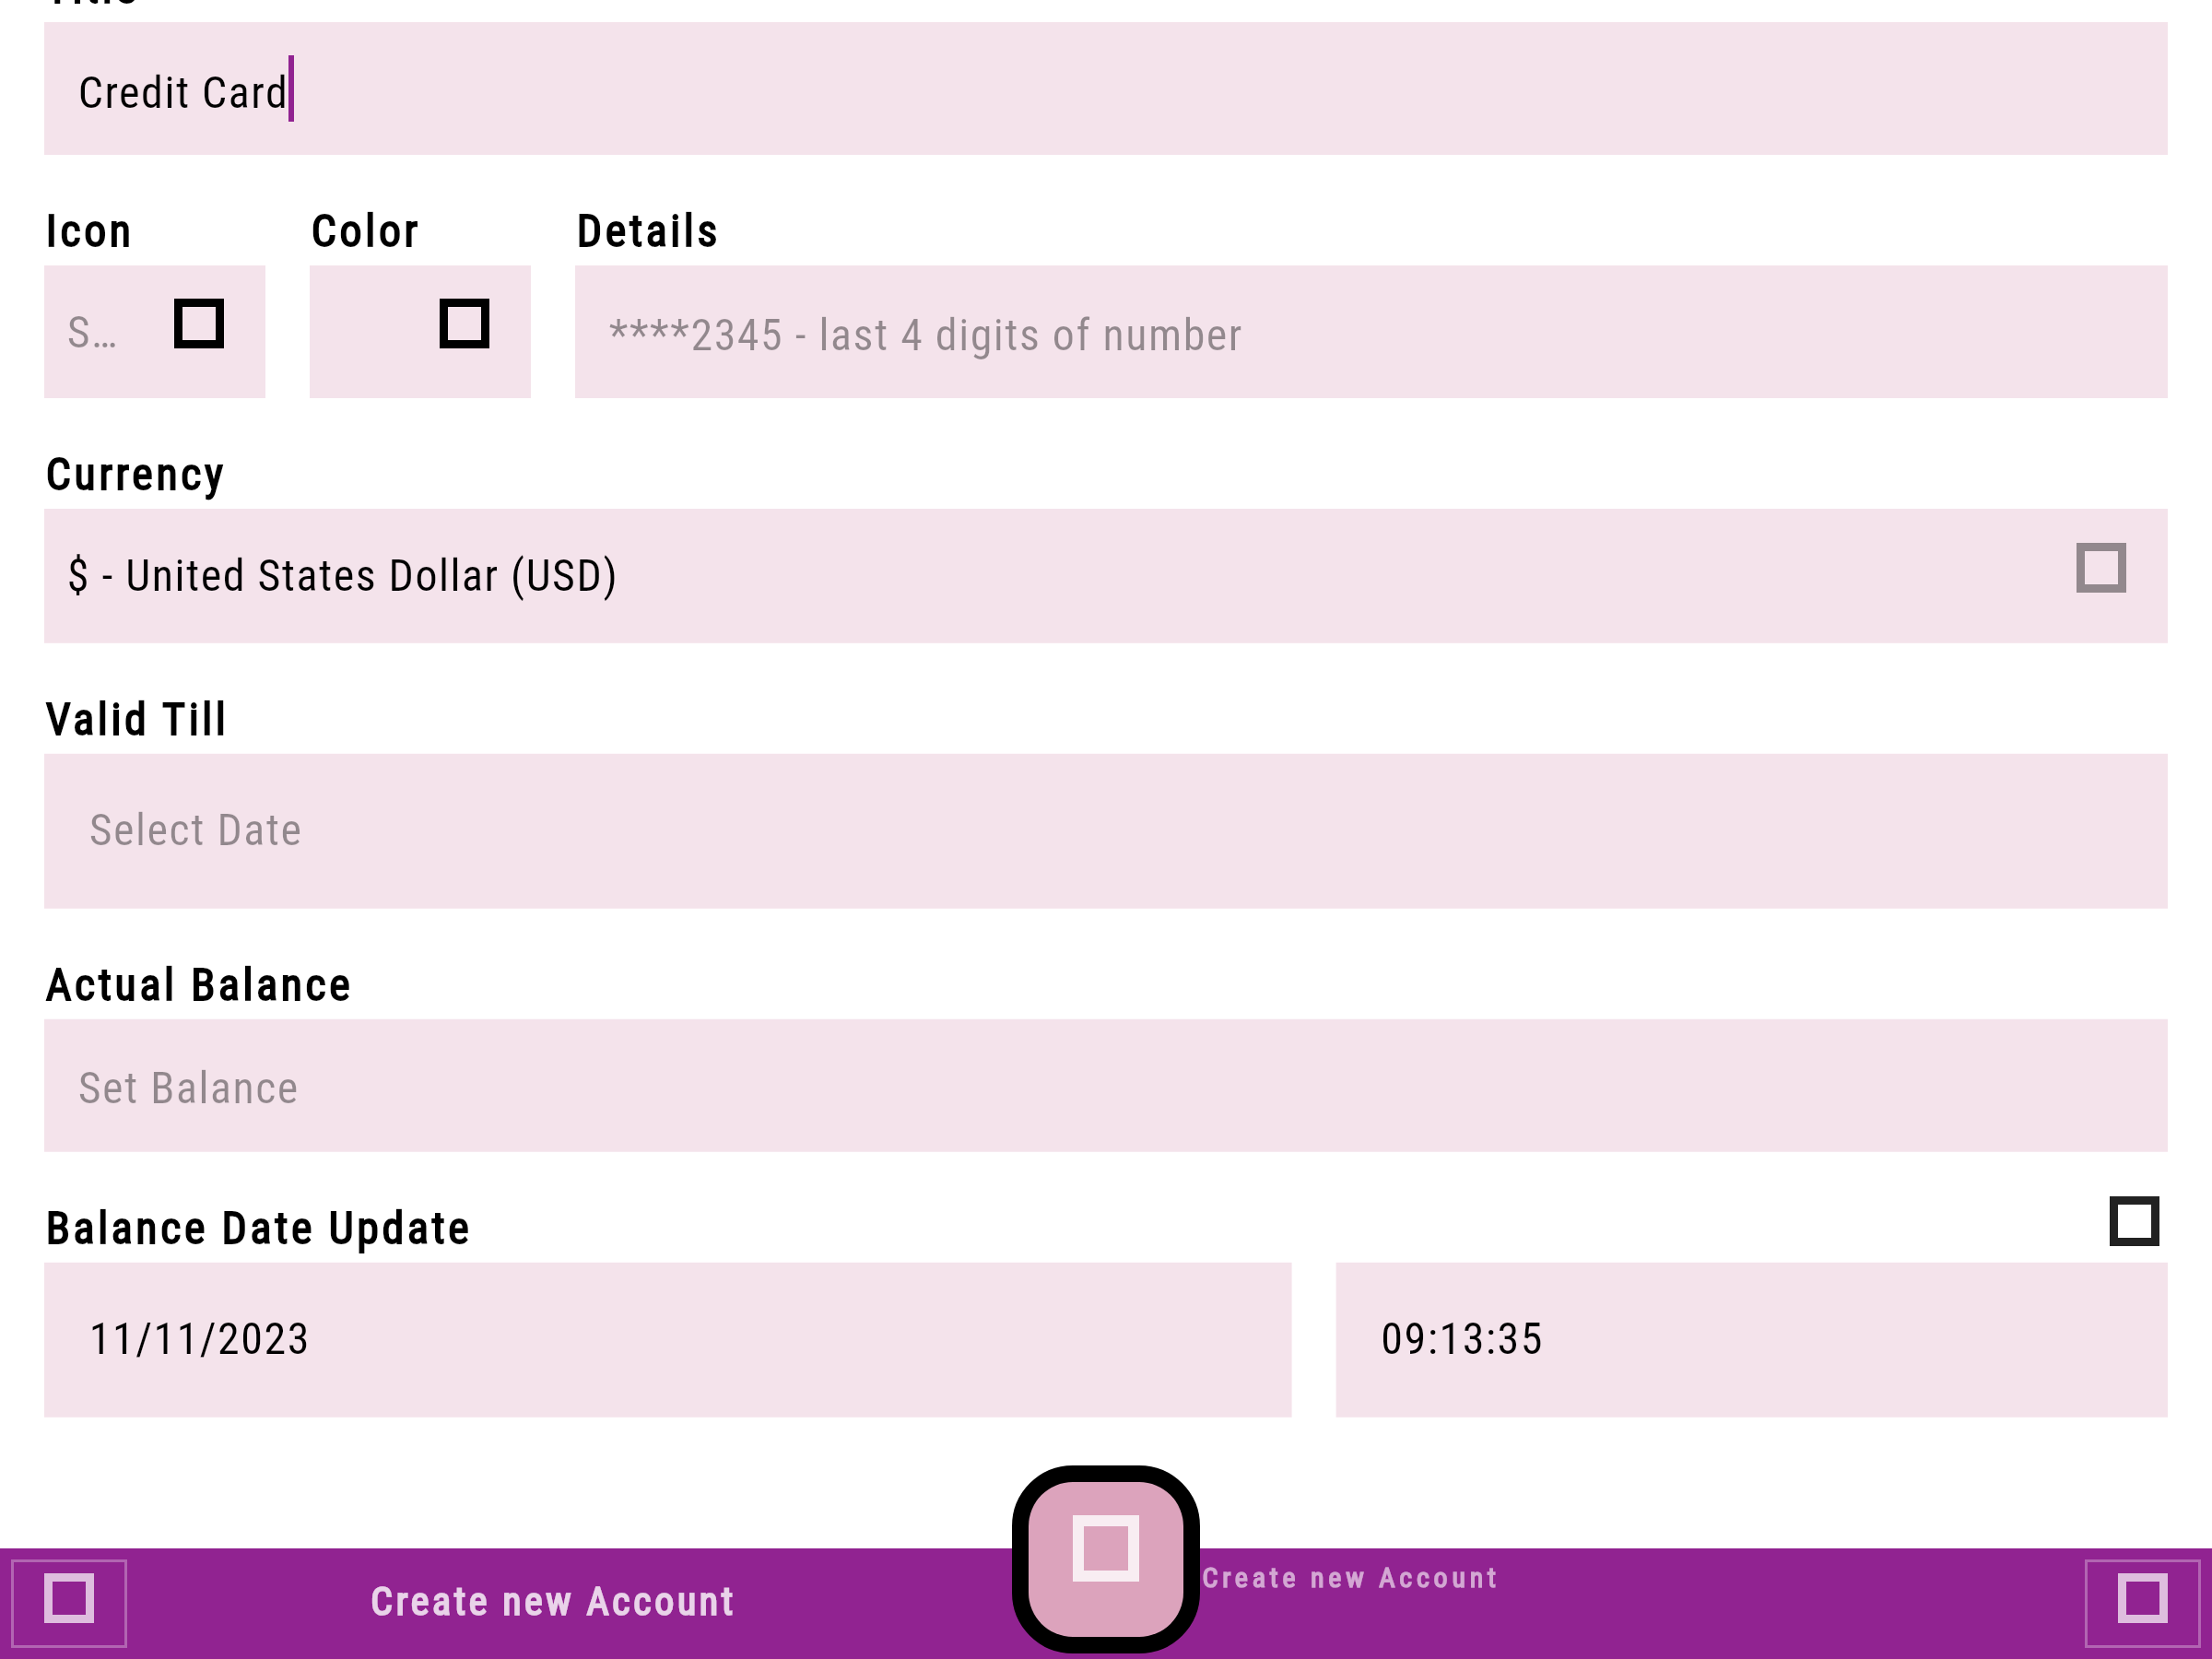 Title
Credit Card
Icon Color Details
S… ****2345 - last 4 digits of number
Currency
$ - United States Dollar (USD)
Valid Till
Select Date
Actual Balance
Set Balance
Balance Date Update
11/11/2023 09:13:35
Create new Account
Create new Account